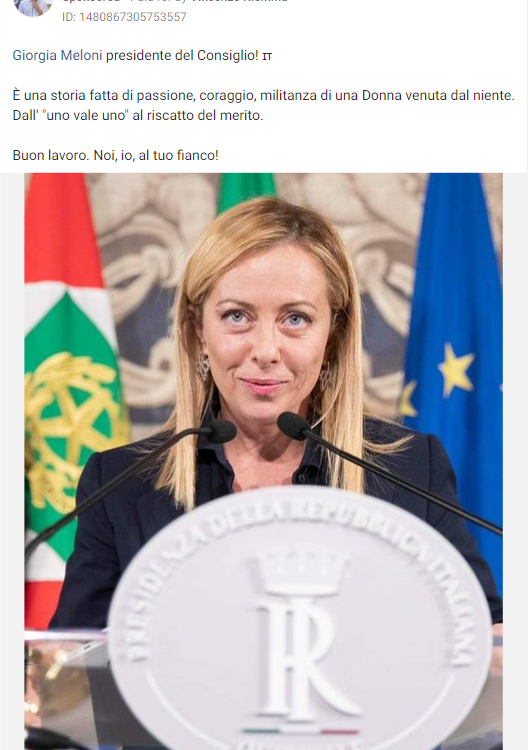 ID: 1480867305753557
Giorgia Meloni presidente del Consiglio! IT
È una storia fatta di passione, coraggio, militanza di una Donna venuta dal niente.
Dall' "uno vale uno" al riscatto del merito.
Buon lavoro. Noi, io, al tuo fianco!
PRESIDENZA DELLA REPUBBLICA ITALIANA